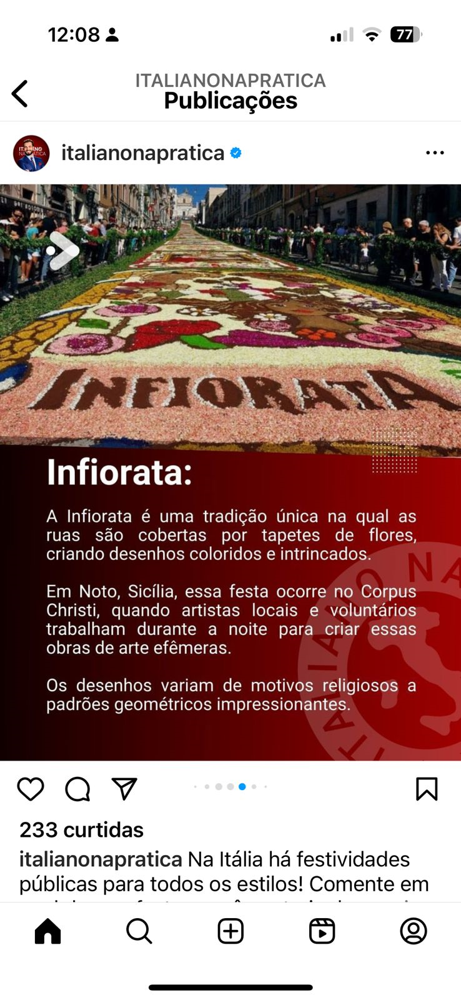 12:08
77
ITALIANONAPRATICA
Publicações
italianonapratica
INFIORATA
Infiorata:
A Infiorata é uma tradição única na qual as
ruas são cobertas por tapetes de flores,
criando desenhos coloridos e intrincados.
Em Noto, Sicília, essa festa ocorre no Corpus
Christi, quando artistas locais e voluntários
trabalham durante a noite para criar essas
obras de arte efêmeras.
Os desenhos variam de motivos religiosos a
padrões geométricos impressionantes.
ITALIANO NA
233 curtidas
italianonapratica Na Itália há festividades
públicas para todos os estilos! Comente em